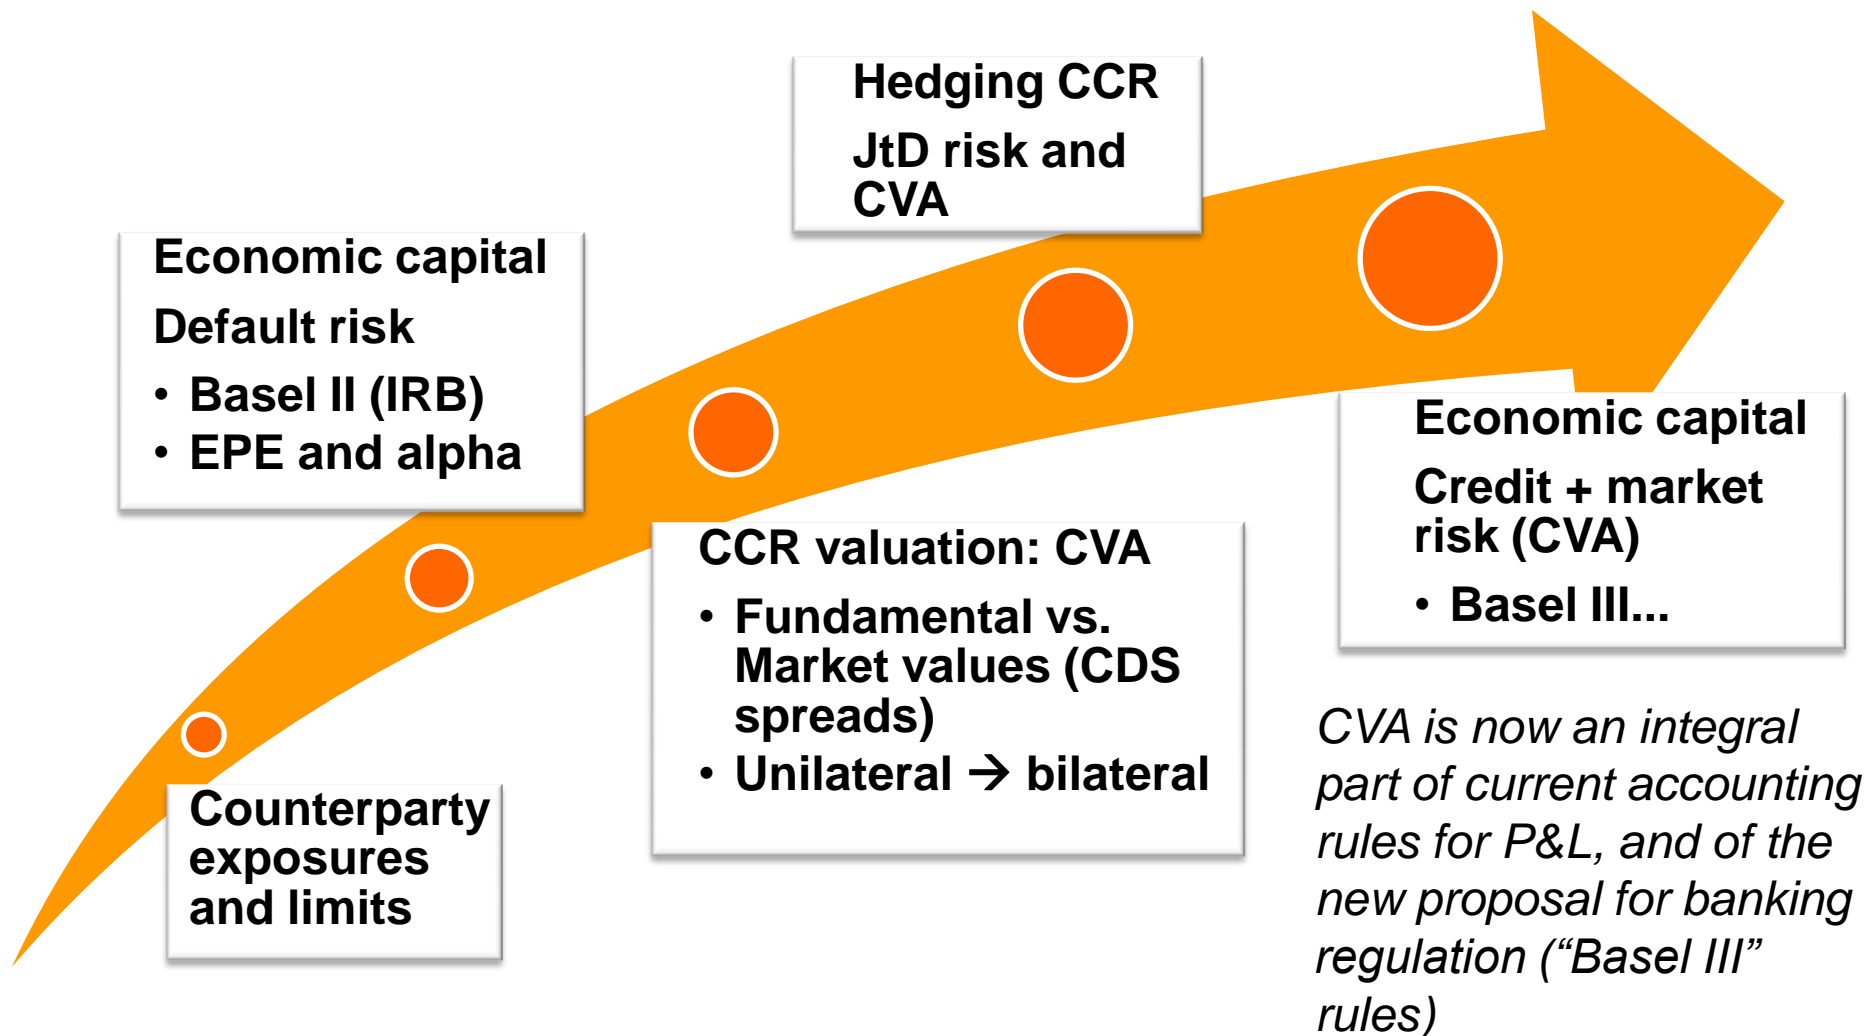 Counterparty
exposures
and limits
Economic capital
Default risk
• Basel II (IRB)
• EPE and alpha
CCR valuation: CVA
• Fundamental vs.
Market values (CDS
spreads)
• Unilateral → bilateral
Hedging CCR
JtD risk and
CVA
Economic capital
Credit + market
risk (CVA)
• Basel III...
CVA is now an integral
part of current accounting
rules for P&L, and of the
new proposal for banking
regulation (“Basel III”
rules)